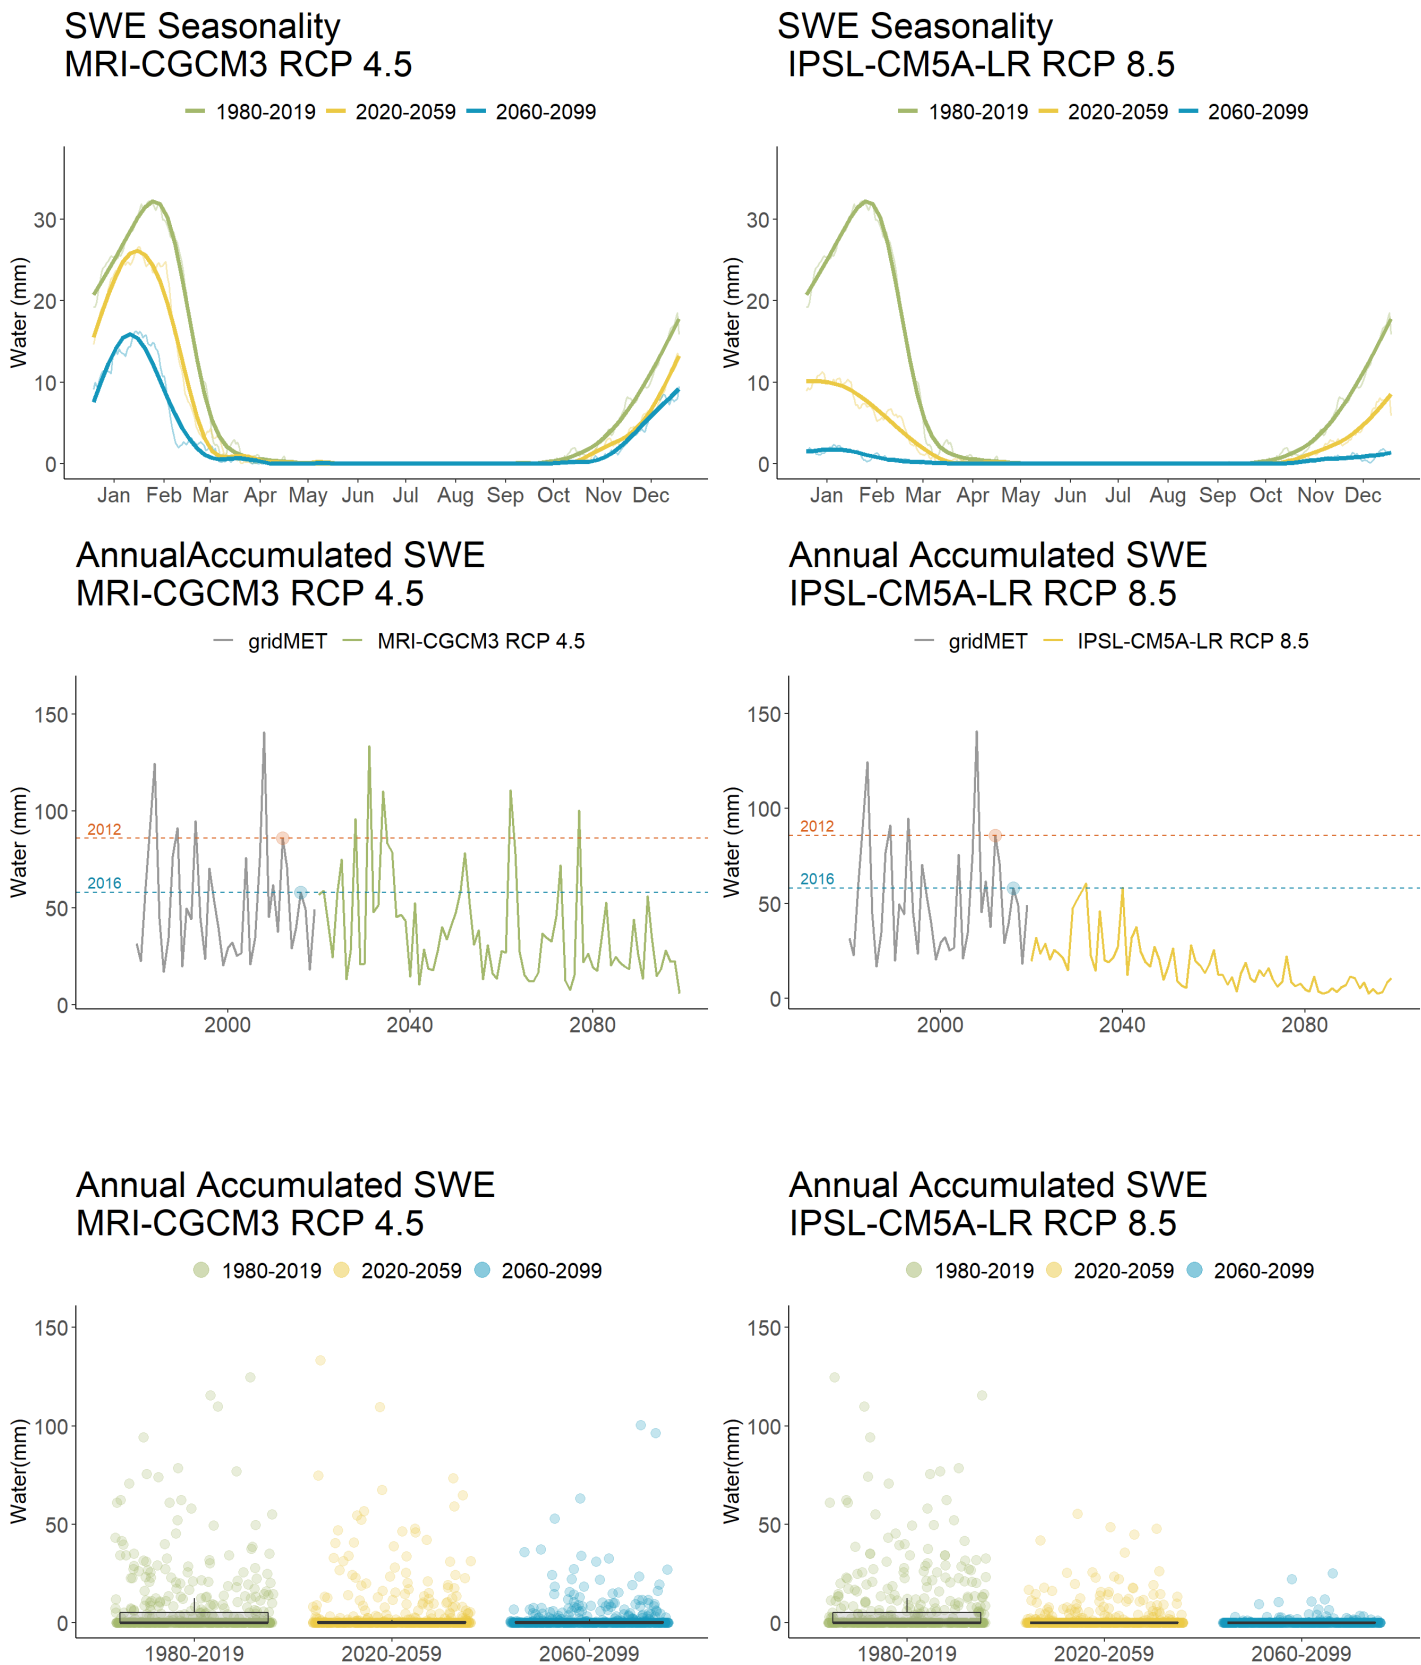 SWE Seasonality
MRI-CGCM3 RCP 4.5
1980-2019 2020-2059 2060-2099
Water (mm)
30
20
10
0
Jan Feb Mar Apr May Jun Jul Aug Sep Oct Nov Dec
SWE Seasonality
IPSL-CM5A-LR RCP 8.5
1980-2019 2020-2059 2060-2099
Water (mm)
30
20
10
0
Jan Feb Mar Apr May Jun Jul Aug Sep Oct Nov Dec
AnnualAccumulated SWE
MRI-CGCM3 RCP 4.5
gridMET MRI-CGCM3 RCP 4.5
Water (mm)
150
100
50
0
2012
2016
2000 2040 2080
Annual Accumulated SWE
IPSL-CM5A-LR RCP 8.5
gridMET IPSL-CM5A-LR RCP 8.5
Water (mm)
150
100
50
0
2012
2016
2000 2040 2080
Annual Accumulated SWE
MRI-CGCM3 RCP 4.5
1980-2019 2020-2059 2060-2099
Water(mm)
150
100
50
0
1980-2019 2020-2059 2060-2099
Annual Accumulated SWE
IPSL-CM5A-LR RCP 8.5
1980-2019 2020-2059 2060-2099
Water(mm)
150
100
50
0
1980-2019 2020-2059 2060-2099